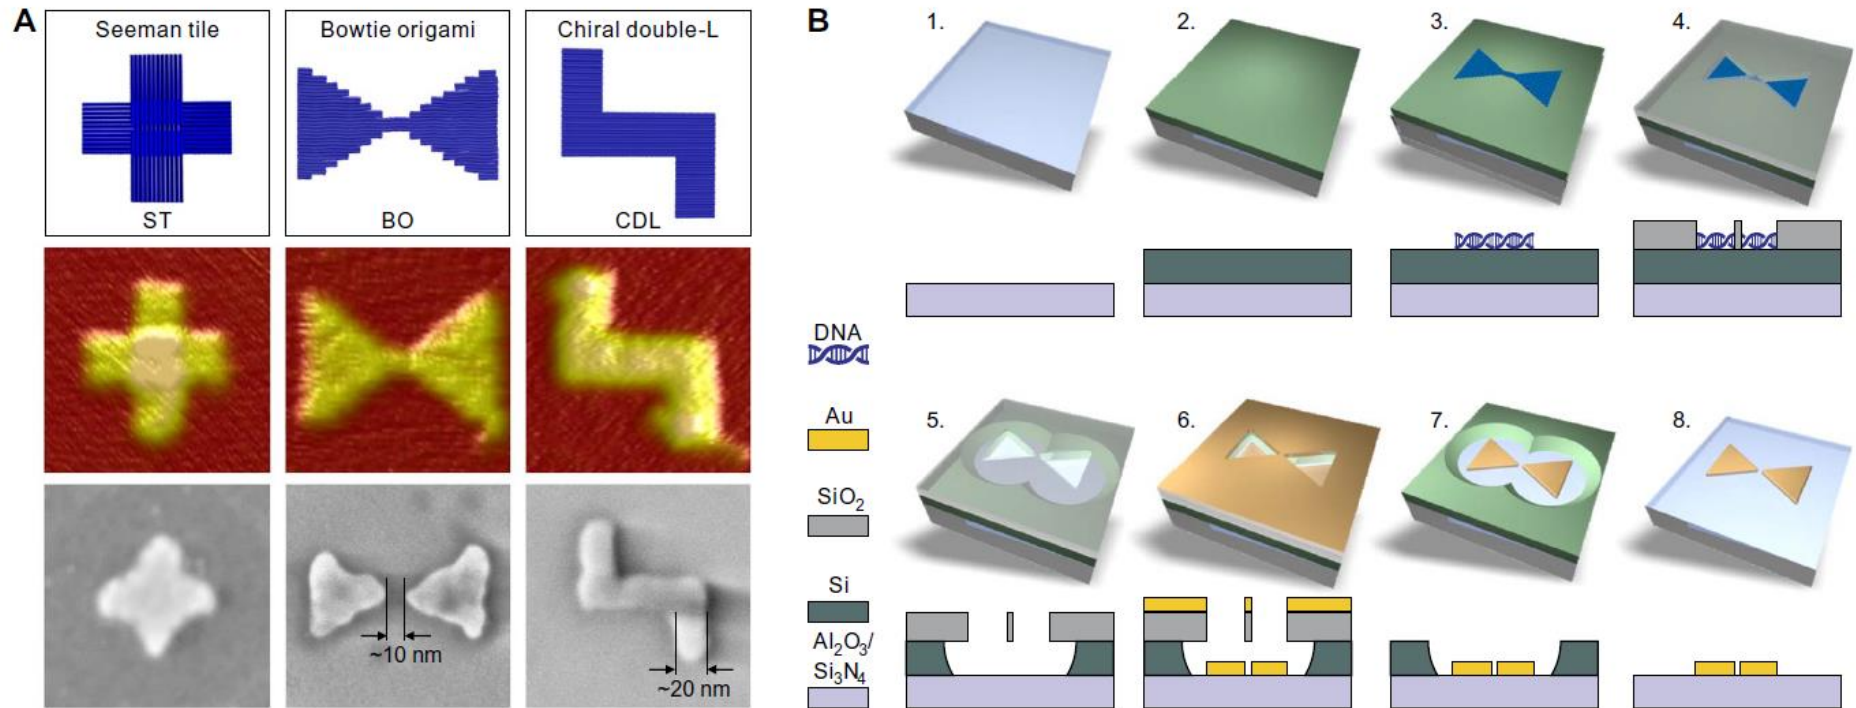 A
Seeman tile
Bowtie origami
Chiral double-L
ST
BO
CDL
~10 nm
~20 nm
B
1.
2.
3.
4.
DNA
Au
SiO2
Si
Al2O3/
Si3N4
5.
6.
7.
8.